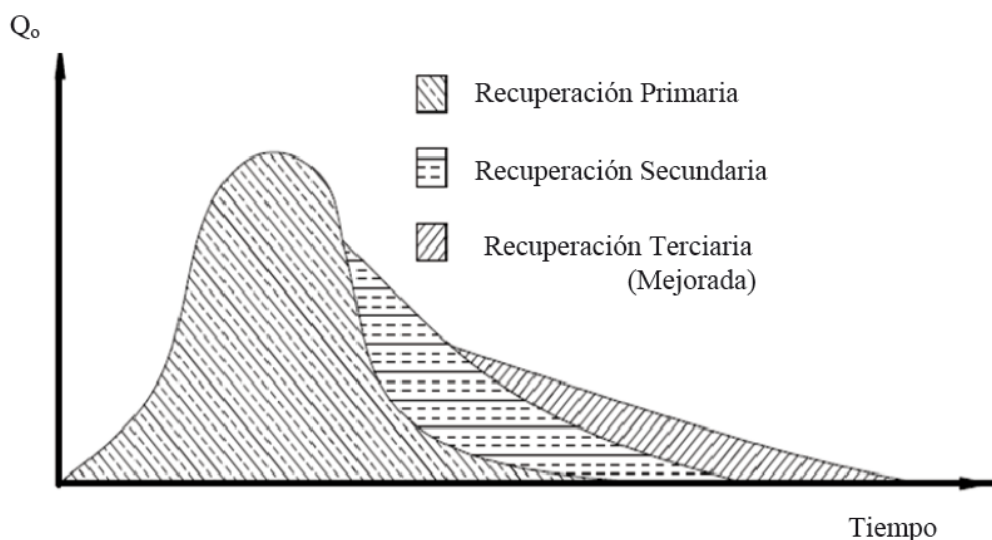 Qₒ
Recuperación Primaria
Recuperación Secundaria
Recuperación Terciaria
(Mejorada)
Tiempo